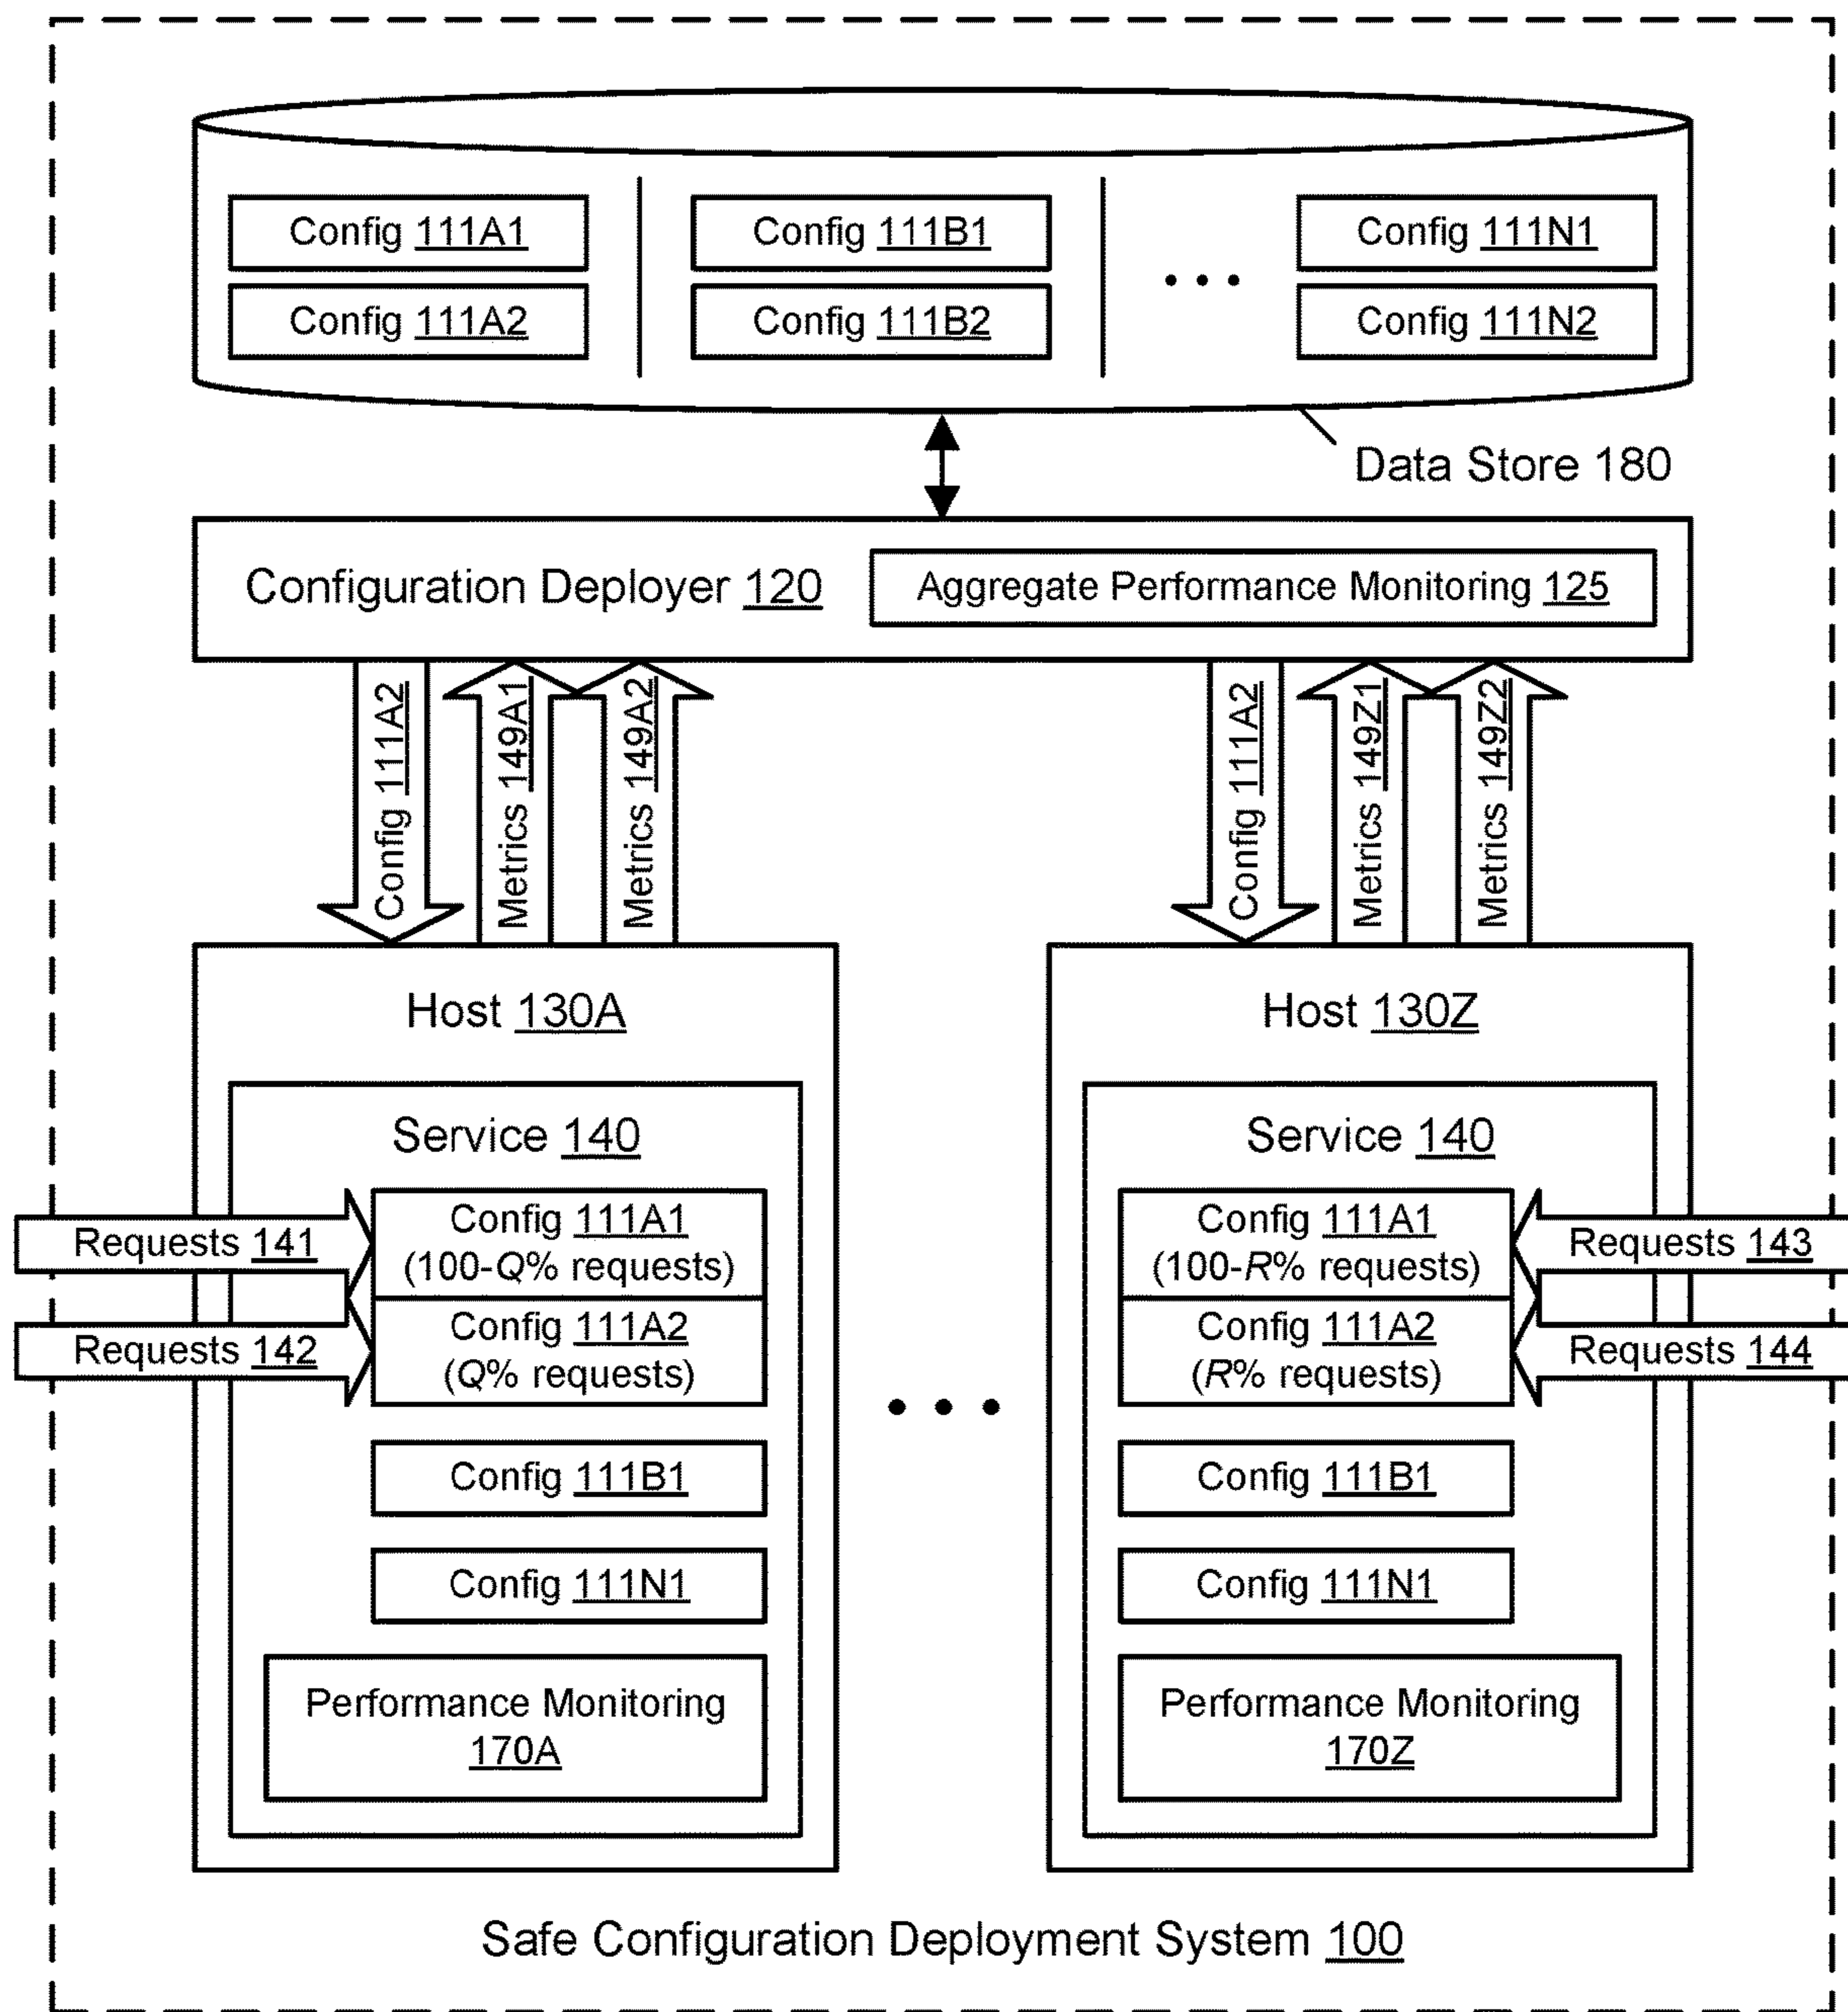 Config 111A1
Config 111B1
Config 111N1
Config 111A2
Config 111B2
...
Config 111N2
Data Store 180
Configuration Deployer 120
Aggregate Performance Monitoring 125
Config 111A2
Metrics 149A1
Metrics 149A2
Config 111A2
Metrics 149Z1
Metrics 149Z2
Host 130A
Service 140
Requests 141
Config 111A1
(100-Q% requests)
Requests 142
Config 111A2
(Q% requests)
Config 111B1
Config 111N1
Performance Monitoring
170A
...
Host 130Z
Service 140
Config 111A1
(100-R% requests)
Requests 143
Config 111A2
(R% requests)
Requests 144
Config 111B1
Config 111N1
Performance Monitoring
170Z
Safe Configuration Deployment System 100